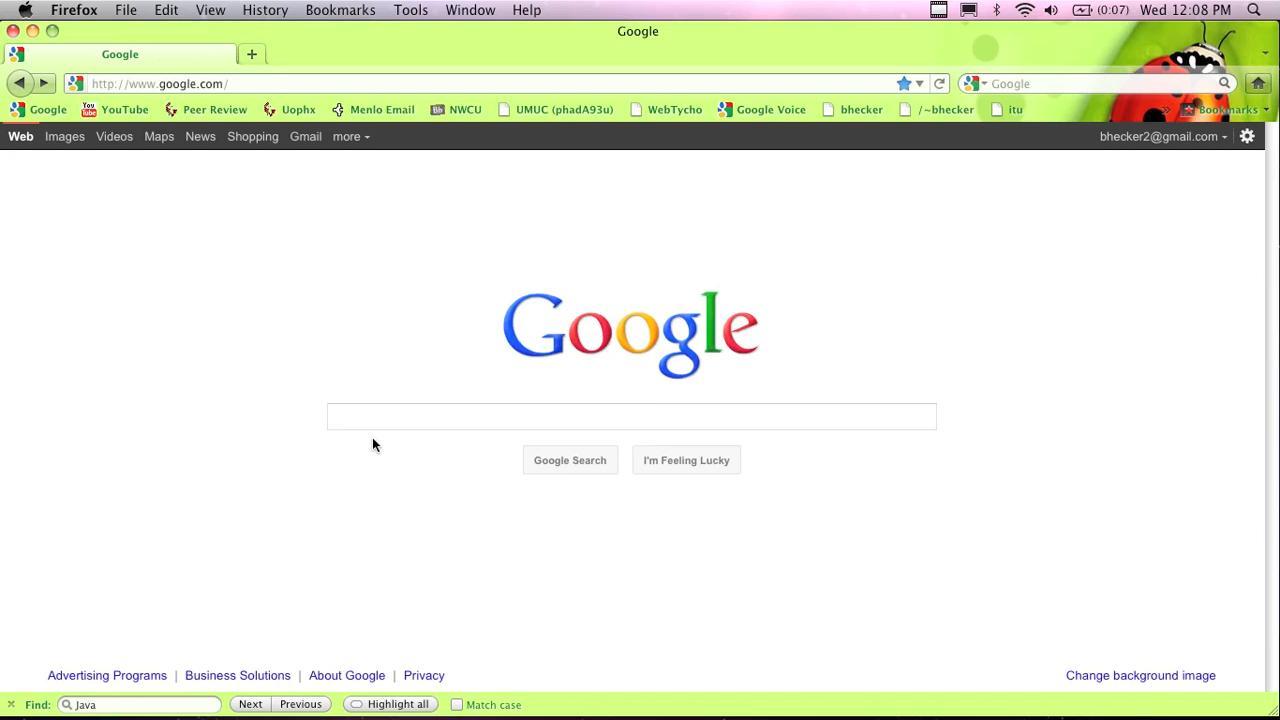 Firefox File Edit View History Bookmarks Tools Window Help (0:07) Wed 12:08 PM
Google
Google
http://www.google.com/ Google
Google YouTube Peer Review Uophx Menlo Email NWCU UMUC (phadA93u) WebTycho Google Voice bhecker /~bhecker itu Bookmarks
Web Images Videos Maps News Shopping Gmail more bhecker2@gmail.com
Google
Google Search I'm Feeling Lucky
Advertising Programs | Business Solutions | About Google | Privacy Change background image
Find: Java Next Previous Highlight all Match case